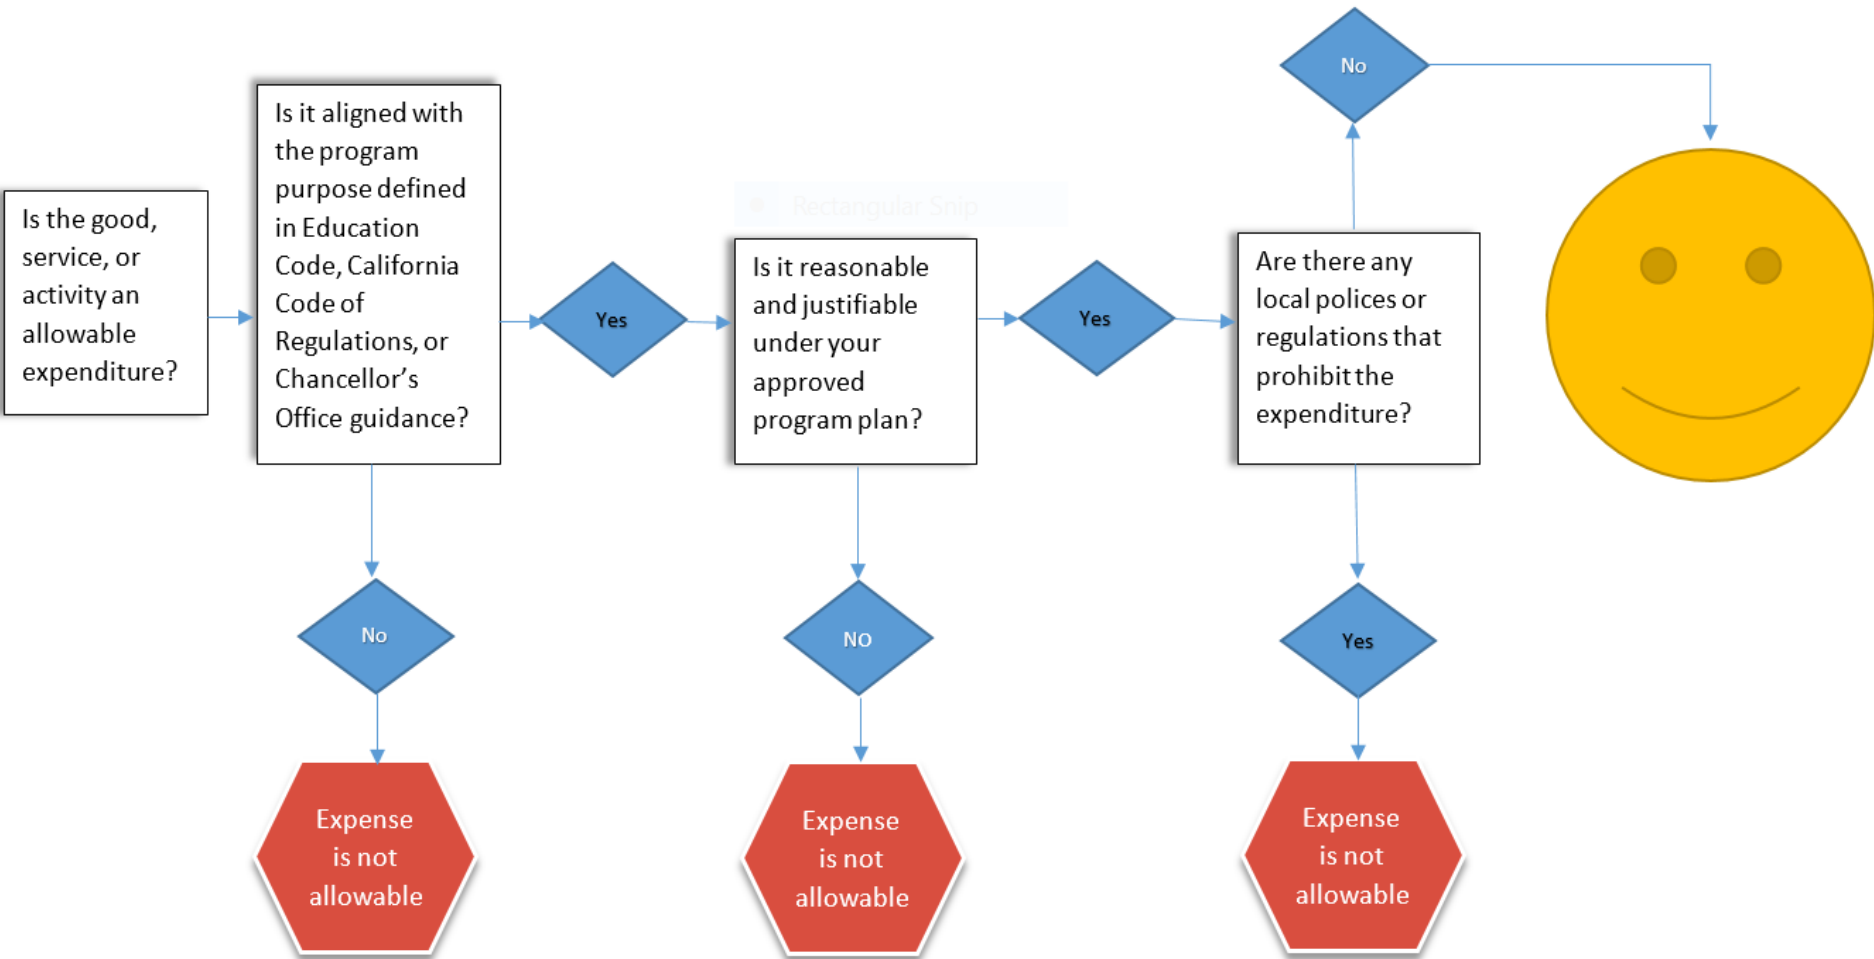 Is the good,
service, or
activity an
allowable
expenditure?
Is it aligned with
the program
purpose defined
in Education
Code, California
Code of
Regulations, or
Chancellor’s
Office guidance?
Yes
No
Expense
is not
allowable
Rectangular Snip
Is it reasonable
and justifiable
under your
approved
program plan?
Yes
NO
Expense
is not
allowable
Are there any
local polices or
regulations that
prohibit the
expenditure?
No
Yes
Expense
is not
allowable